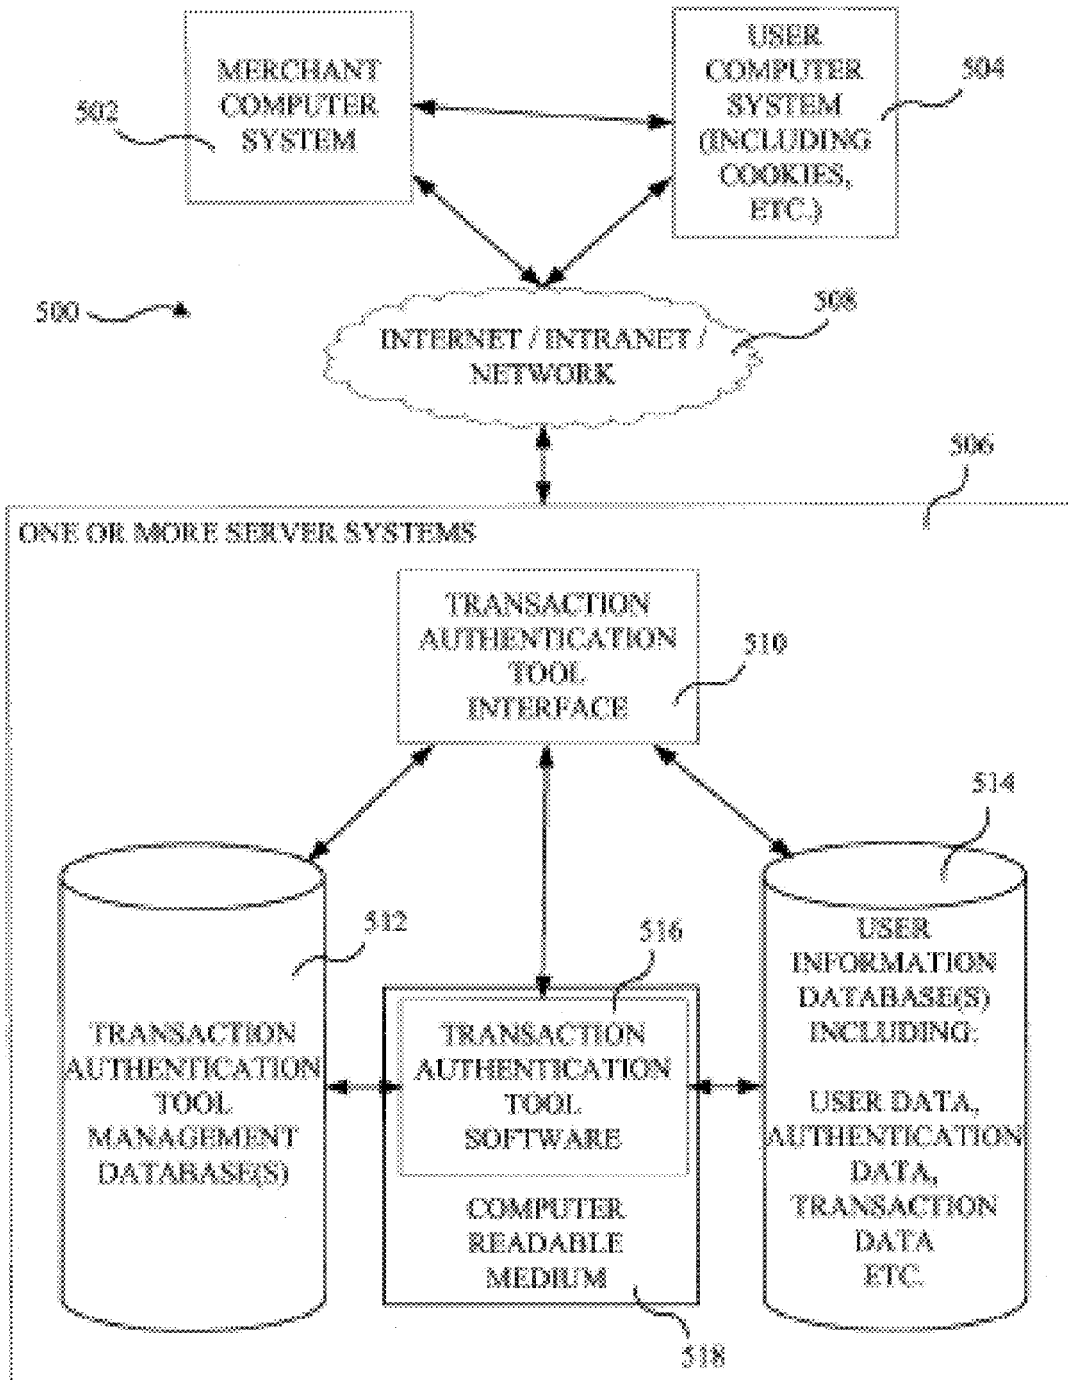 MERCHANT
COMPUTER
SYSTEM
502
USER
COMPUTER
SYSTEM
(INCLUDING
COOKIES,
ETC.)
504
500
INTERNET / INTRANET /
NETWORK
508
506
ONE OR MORE SERVER SYSTEMS
TRANSACTION
AUTHENTICATION
TOOL
INTERFACE
510
514
512
TRANSACTION
AUTHENTICATION
TOOL
MANAGEMENT
DATABASE(S)
516
TRANSACTION
AUTHENTICATION
TOOL
SOFTWARE
COMPUTER
READABLE
MEDIUM
518
USER
INFORMATION
DATABASE(S)
INCLUDING:
USER DATA,
AUTHENTICATION
DATA,
TRANSACTION
DATA
ETC.